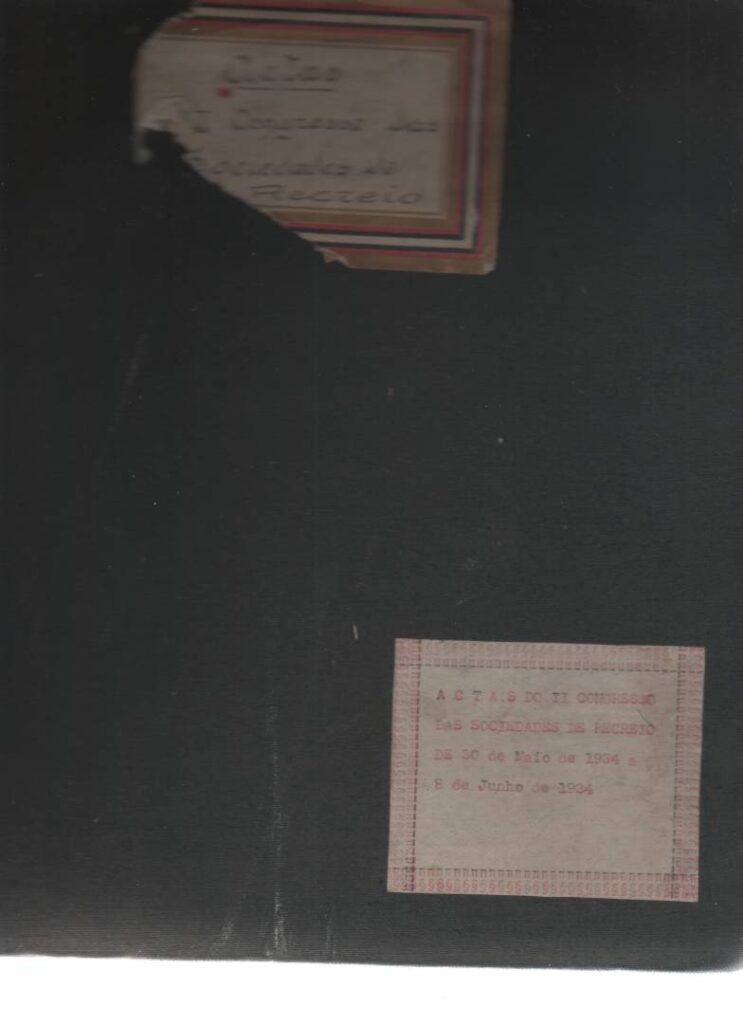 Actas
II Congresso das
Sociedades de
Recreio
A C T A S DO II CONGRESSO
DAS SOCIEDADES DE RECREIO
DE 30 de Maio de 1934 a
8 de Junho de 1934